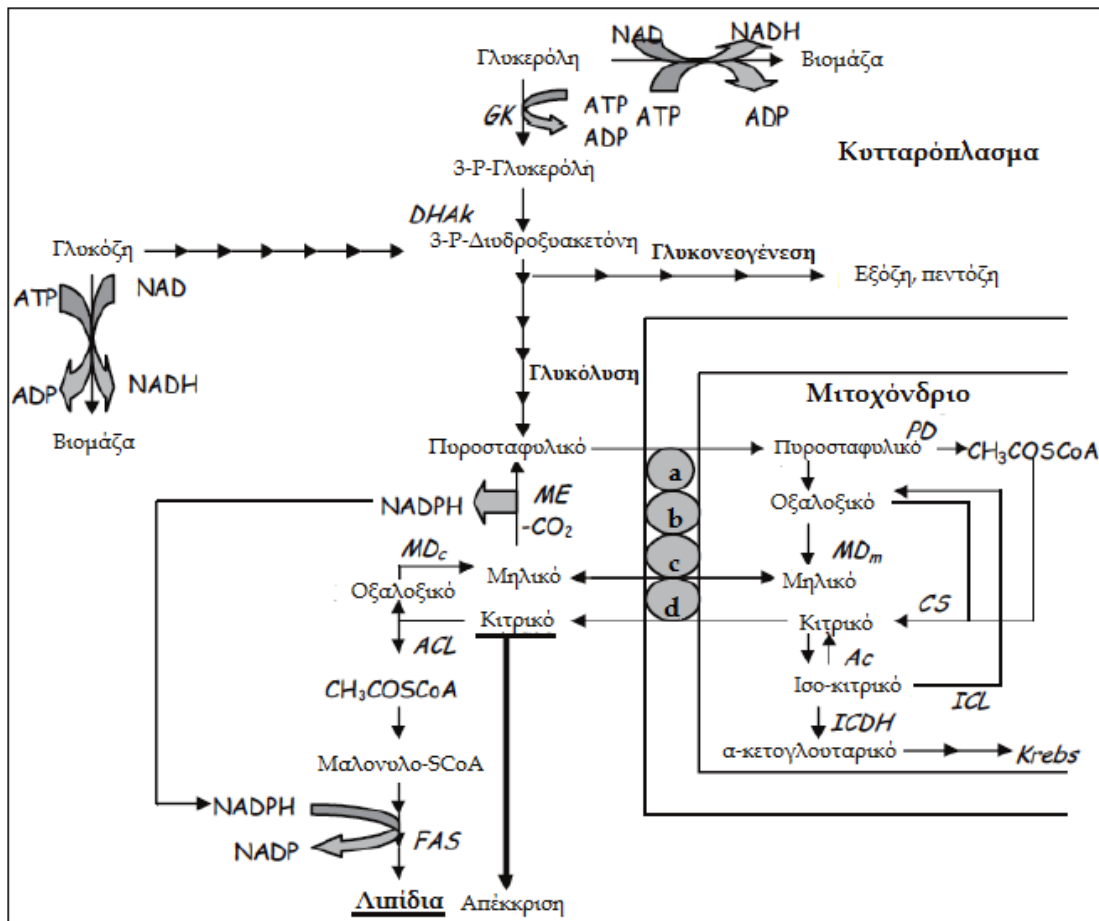 NAD
NADH
Γλυκερόλη
Βιομάζα
GK
ATP
ADP
ATP
ADP
Κυτταρόπλασμα
3-P-Γλυκερόλη
DHAk
Γλυκόζη
3-P-Διυδροξυακετόνη
Γλυκονεογένεση
Εξόζη, πεντόζη
ATP
NAD
ADP
NADH
Βιομάζα
Γλυκόλυση
Μιτοχόνδριο
Πυροσταφυλικό
a
Πυροσταφυλικό
PD
CH3COSCoA
NADPH
ME
-CO2
b
Οξαλοξικό
MDc
Μηλικό
c
MDm
Μηλικό
Οξαλοξικό
Κιτρικό
d
Κιτρικό
CS
ACL
Ac
CH3COSCoA
Ισο-κιτρικό
ICL
ICDH
Μαλονυλο-SCoA
α-κετογλουταρικό
Krebs
NADPH
NADP
FAS
Λιπίδια
Απέκκριση